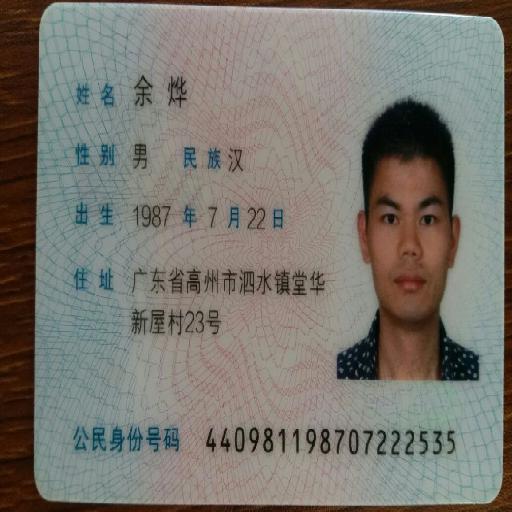 姓名 余烨
性别 男 民族 汉
出生 1987 年 7 月 22 日
住址 广东省高州市泗水镇堂华
新屋村23号
公民身份号码 440981198707222535